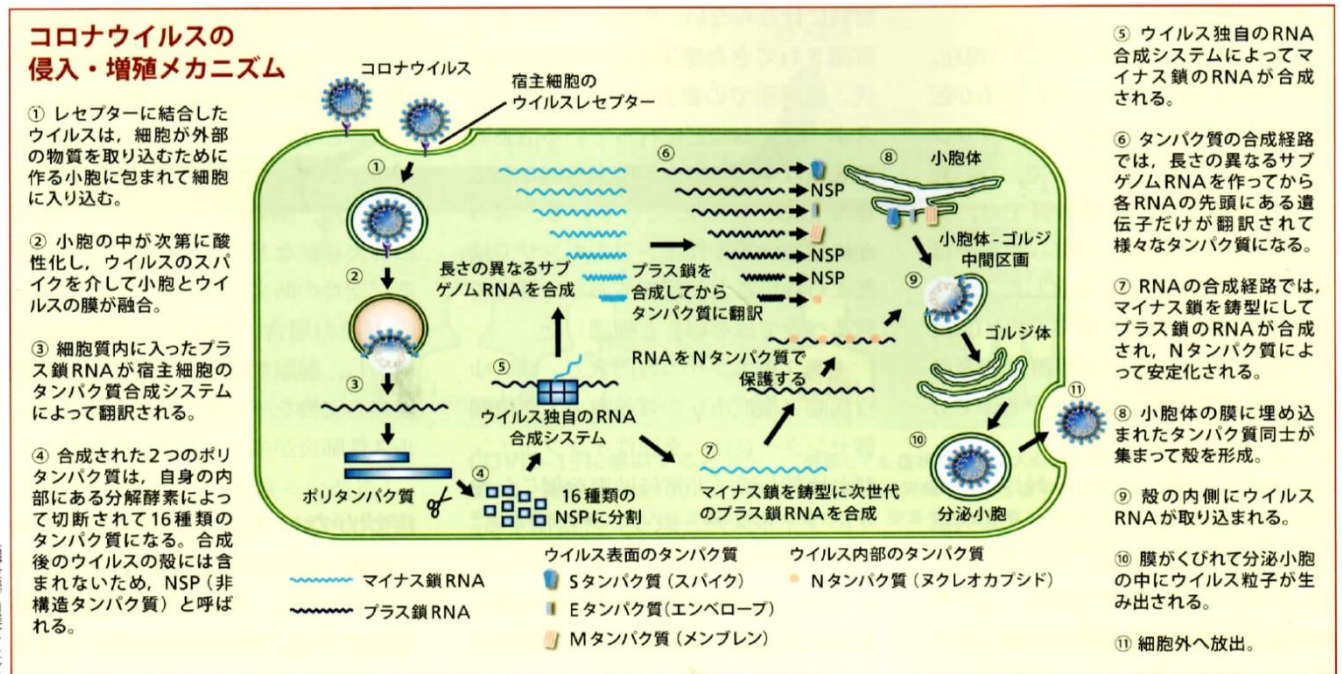 コロナウイルスの
侵入・増殖メカニズム
① レセプターに結合した
ウイルスは，細胞が外部
の物質を取り込むために
作る小胞に包まれて細胞
に入り込む。
② 小胞の中が次第に酸
性化し，ウイルスのスパ
イクを介して小胞とウイ
ルスの膜が融合。
③ 細胞質内に入ったプラ
ス鎖RNAが宿主細胞の
タンパク質合成システム
によって翻訳される。
④ 合成された2つのポリ
タンパク質は，自身の内
部にある分解酵素によっ
て切断されて16種類の
タンパク質になる。合成
後のウイルスの殻には含
まれないため，NSP（非
構造タンパク質）と呼ば
れる。
コロナウイルス
宿主細胞の
ウイルスレセプター
①
②
③
④
ポリタンパク質
16種類の
NSPに分割
⑤
ウイルス独自のRNA
合成システム
長さの異なるサブ
ゲノムRNAを合成
⑥
プラス鎖を
合成してから
タンパク質に翻訳
NSP
NSP
NSP
RNAをNタンパク質で
保護する
⑦
マイナス鎖を鋳型に次世代
のプラス鎖RNAを合成
⑧
小胞体
小胞体-ゴルジ
中間区画
⑨
ゴルジ体
⑩
分泌小胞
⑪
マイナス鎖RNA
プラス鎖RNA
ウイルス表面のタンパク質
Sタンパク質（スパイク）
Eタンパク質（エンベロープ）
Mタンパク質（メンブレン）
ウイルス内部のタンパク質
Nタンパク質（ヌクレオカプシド）
⑤ ウイルス独自のRNA
合成システムによってマ
イナス鎖のRNAが合成
される。
⑥ タンパク質の合成経路
では，長さの異なるサブ
ゲノムRNAを作ってから
各RNAの先頭にある遺
伝子だけが翻訳されて
様々なタンパク質になる。
⑦ RNAの合成経路では，
マイナス鎖を鋳型にして
プラス鎖のRNAが合成
され，Nタンパク質によ
って安定化される。
⑧ 小胞体の膜に埋め込
まれたタンパク質同士が
集まって殻を形成。
⑨ 殻の内側にウイルス
RNAが取り込まれる。
⑩ 膜がくびれて分泌小胞
の中にウイルス粒子が生
み出される。
⑪ 細胞外へ放出。